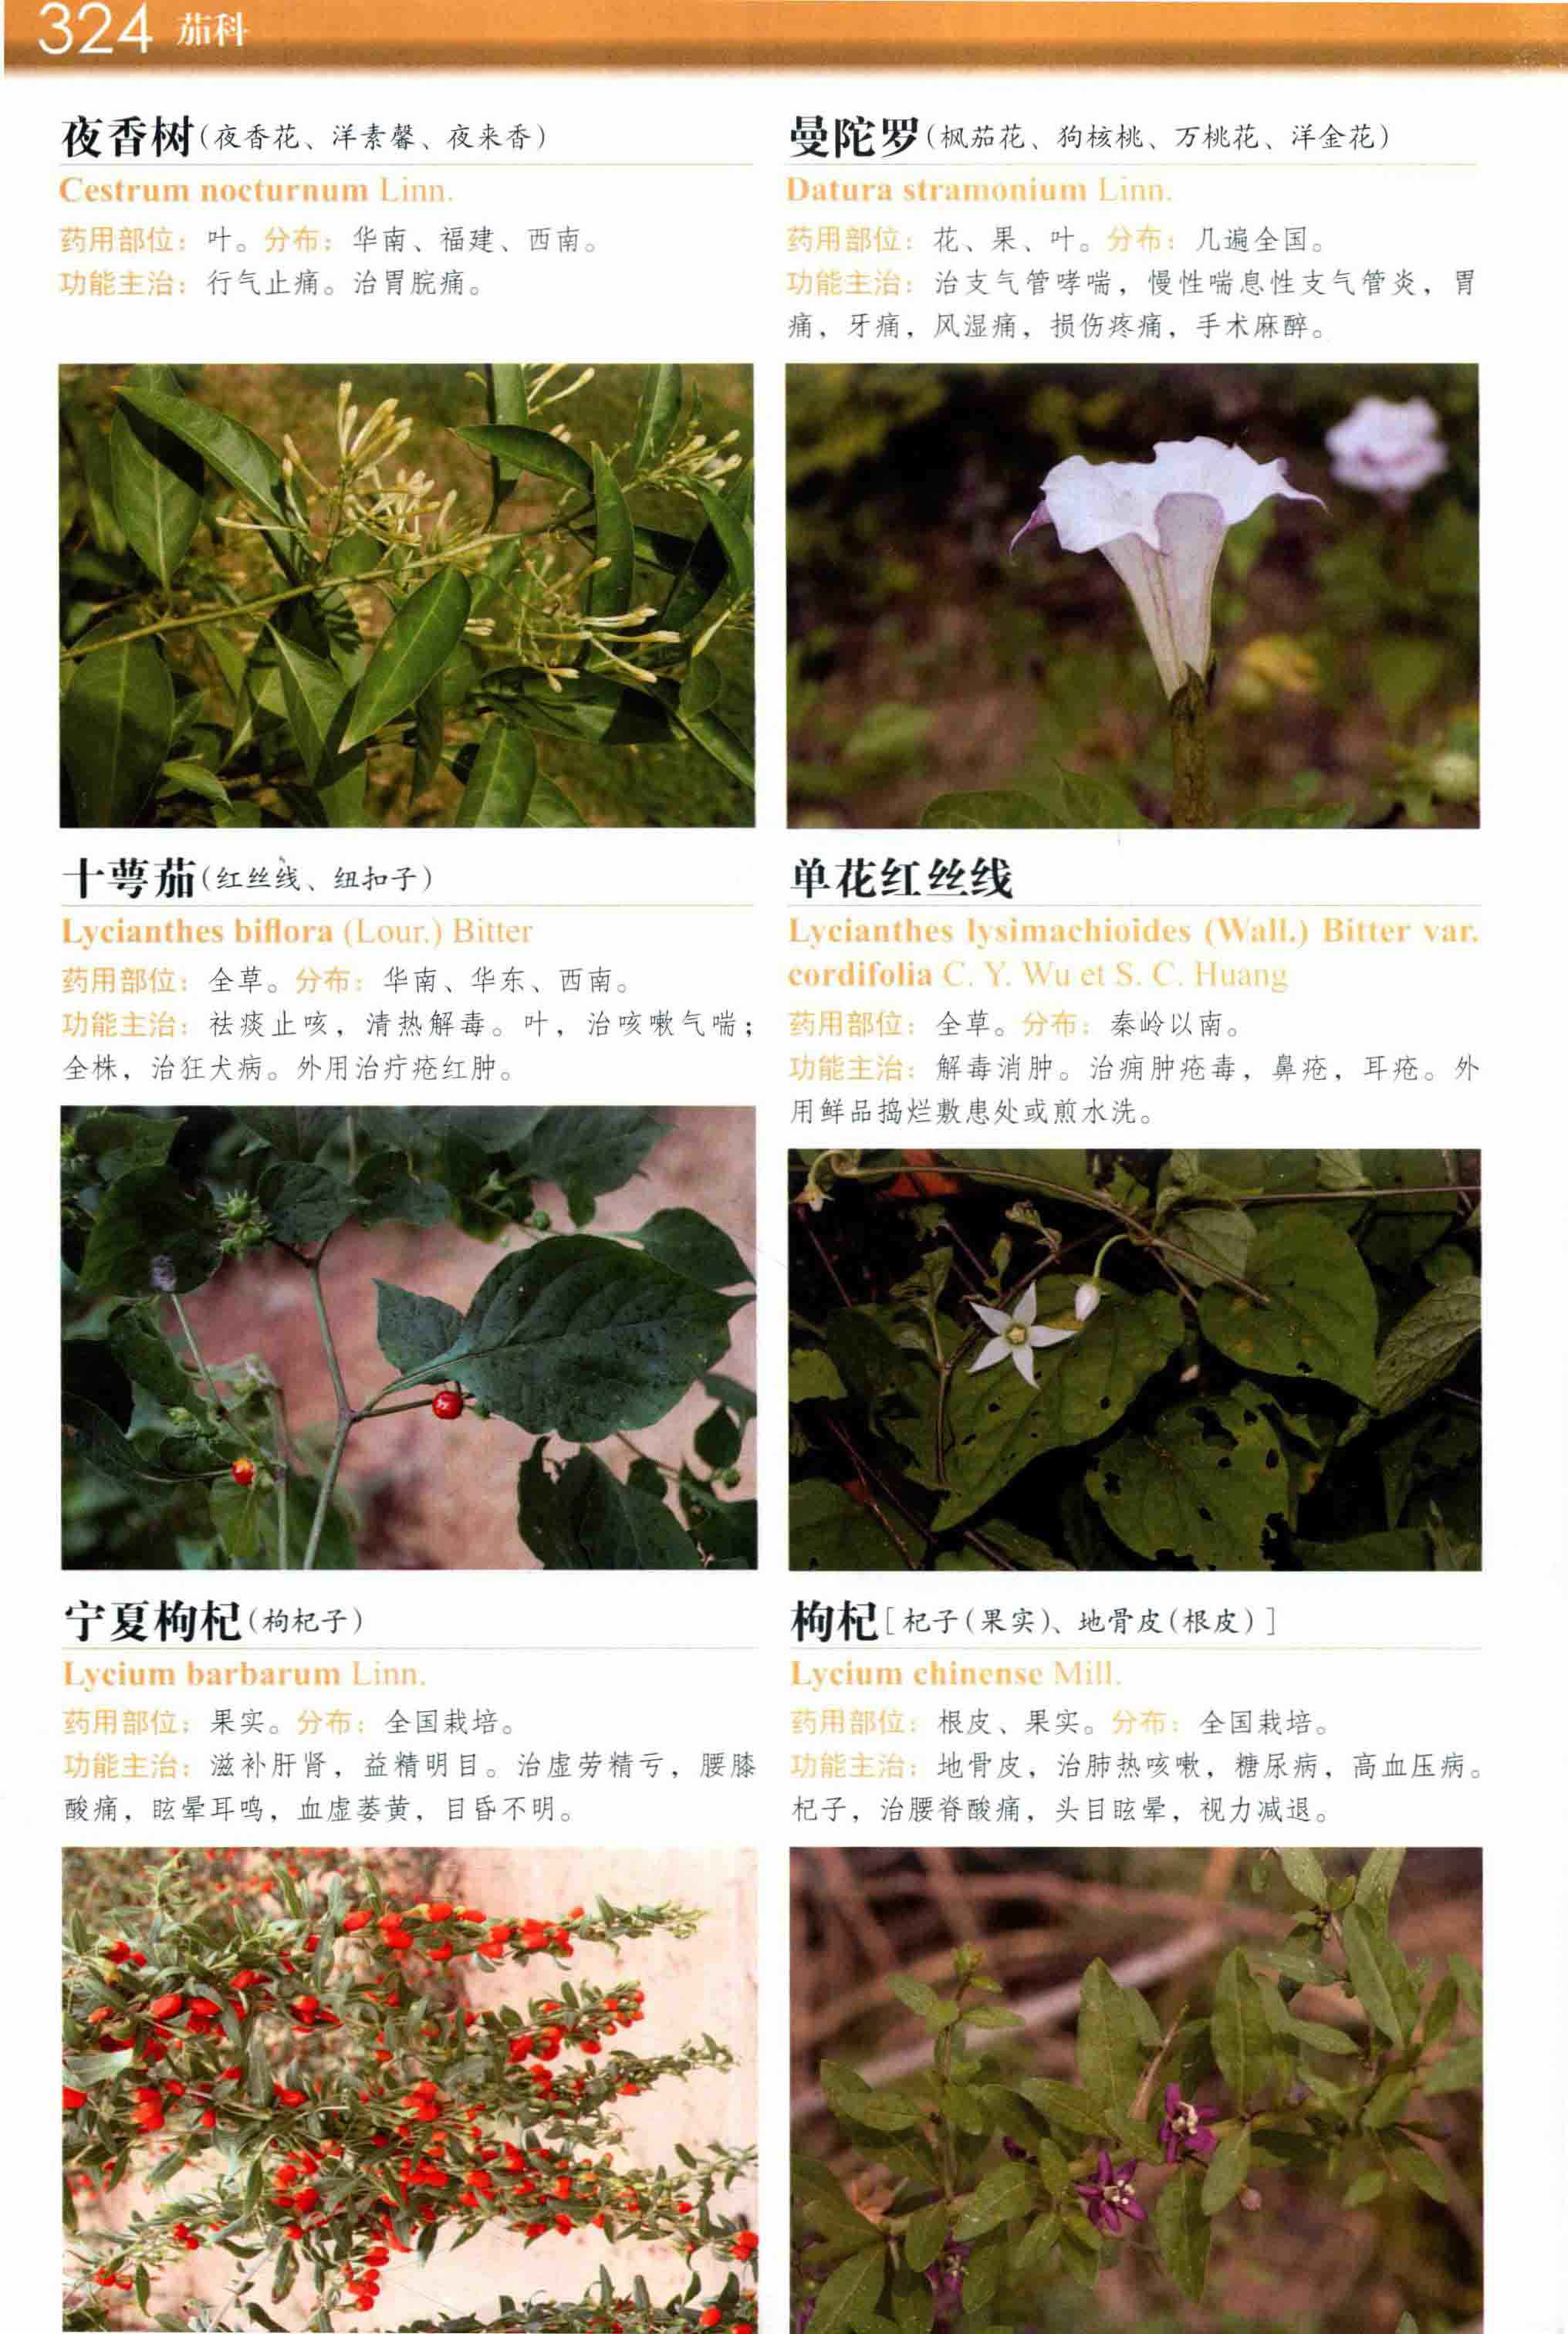 324 茄科
夜香树(夜香花、洋素馨、夜来香)
Cestrum nocturnum Linn.
药用部位：叶。分布：华南、福建、西南。
功能主治：行气止痛。治胃脘痛。
曼陀罗(枫茄花、狗核桃、万桃花、洋金花)
Datura stramonium Linn.
药用部位：花、果、叶。分布：几遍全国。
功能主治：治支气管哮喘，慢性喘息性支气管炎，胃
痛，牙痛，风湿痛，损伤疼痛，手术麻醉。
十萼茄(红丝线、纽扣子)
Lycianthes biflora (Lour.) Bitter
药用部位：全草。分布：华南、华东、西南。
功能主治：祛痰止咳，清热解毒。叶，治咳嗽气喘；
全株，治狂犬病。外用治疗疮红肿。
单花红丝线
Lycianthes lysimachioides (Wall.) Bitter var.
cordifolia C. Y. Wu et S. C. Huang
药用部位：全草。分布：秦岭以南。
功能主治：解毒消肿。治痈肿疮毒，鼻疮，耳疮。外
用鲜品捣烂敷患处或煎水洗。
宁夏枸杞(枸杞子)
Lycium barbarum Linn.
药用部位：果实。分布：全国栽培。
功能主治：滋补肝肾，益精明目。治虚劳精亏，腰膝
酸痛，眩晕耳鸣，血虚萎黄，目昏不明。
枸杞[杞子(果实)、地骨皮(根皮)]
Lycium chinense Mill.
药用部位：根皮、果实。分布：全国栽培。
功能主治：地骨皮，治肺热咳嗽，糖尿病，高血压病。
杞子，治腰脊酸痛，头目眩晕，视力减退。